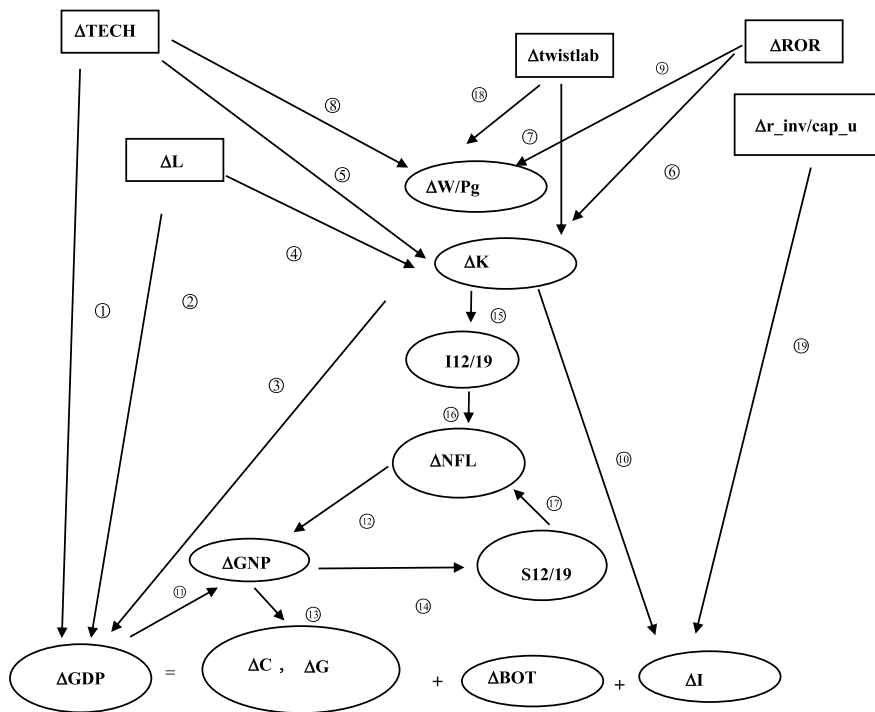 ΔTECH
Δtwistlab
ΔROR
⑨
⑱
⑧
Δr_inv/cap_u
⑦
ΔL
⑤
⑥
ΔW/Pg
④
ΔK
②
①
⑮
⑲
I12/19
③
⑯
ΔNFL
⑩
⑰
⑫
ΔGNP
S12/19
⑪
⑭
⑬
ΔGDP = ΔC , ΔG + ΔBOT + ΔI